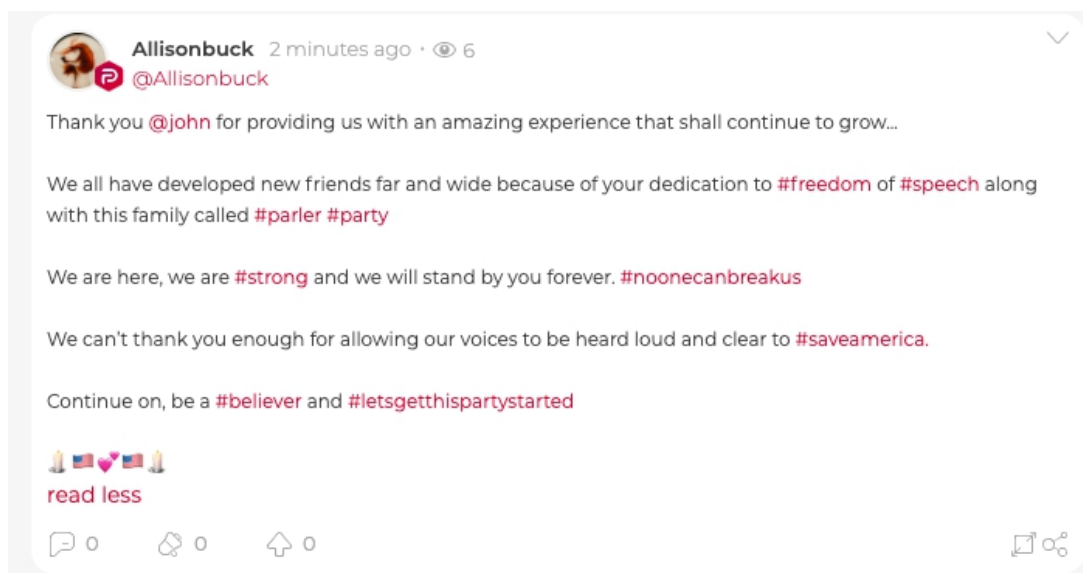 Allisonbuck 2 minutes ago · 6
@Allisonbuck
Thank you @john for providing us with an amazing experience that shall continue to grow...
We all have developed new friends far and wide because of your dedication to #freedom of #speech along
with this family called #parler #party
We are here, we are #strong and we will stand by you forever. #noonecanbreakus
We can't thank you enough for allowing our voices to be heard loud and clear to #saveamerica.
Continue on, be a #believer and #letsgetthispartystarted
🕯🇺🇸💕🇺🇸🕯
read less
0 0 0